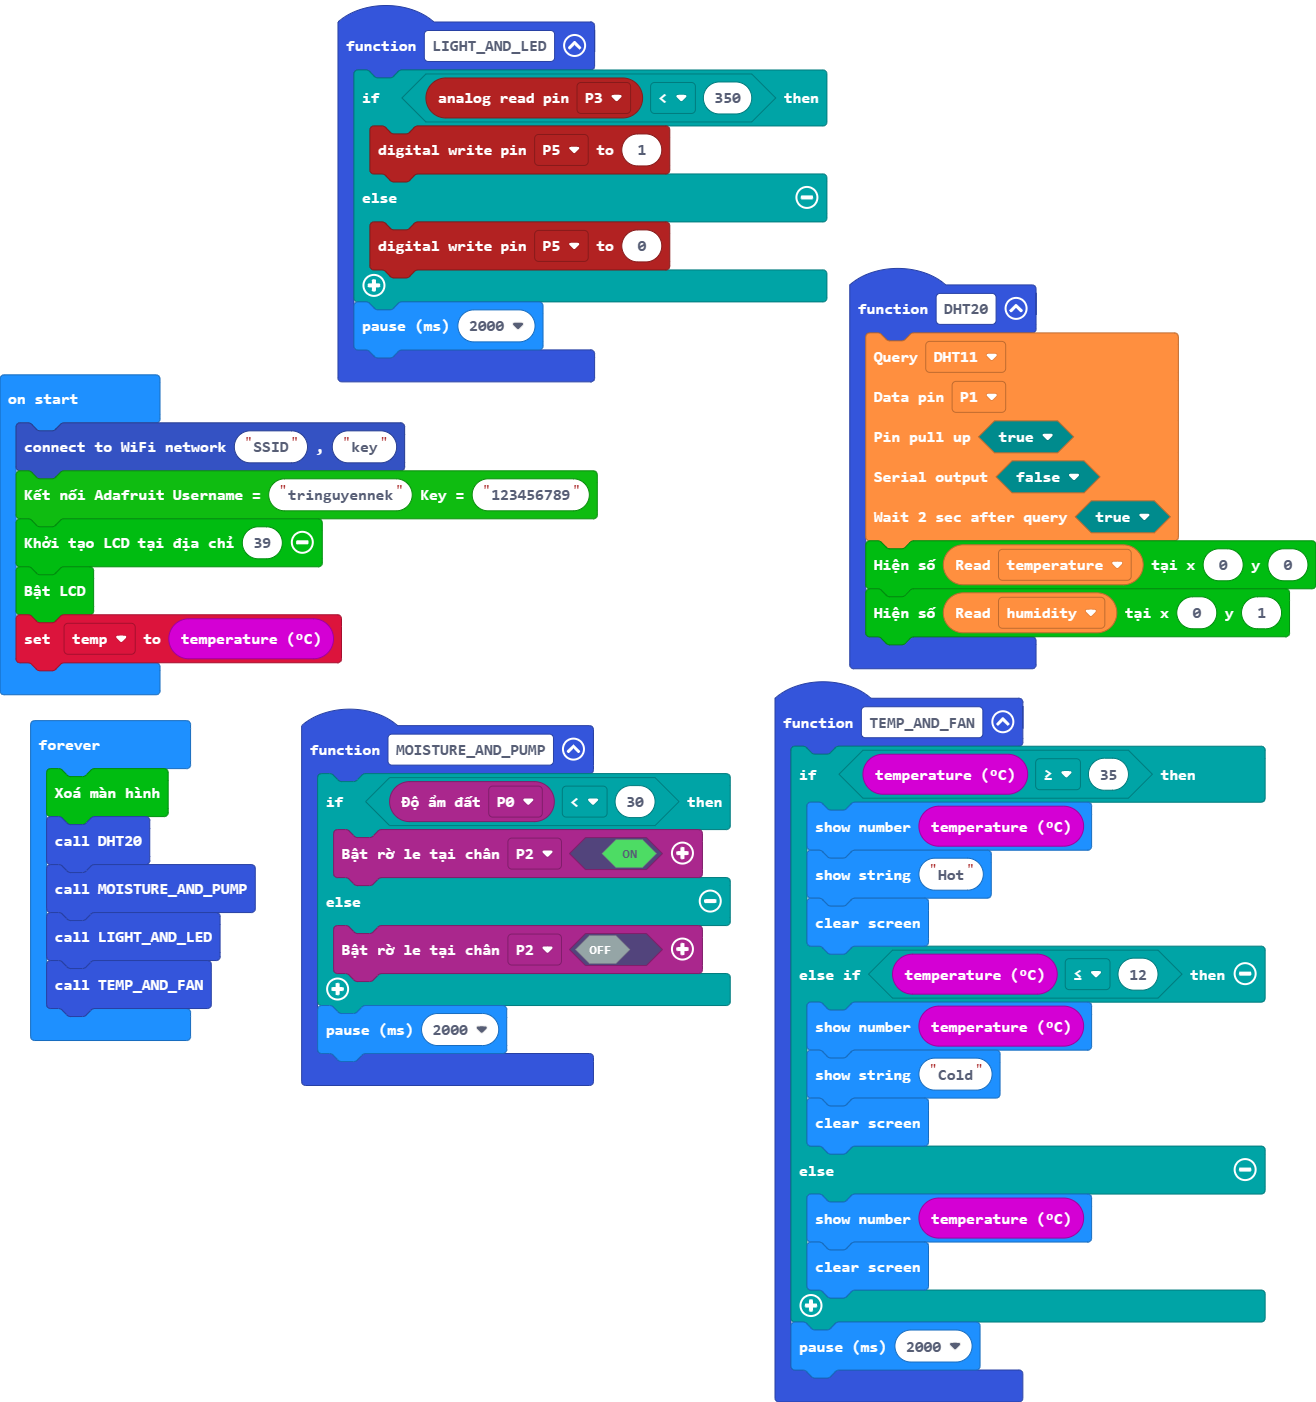 function LIGHT_AND_LED
if analog read pin P3 < 350 then
digital write pin P5 to 1
else
digital write pin P5 to 0
pause (ms) 2000
function DHT20
Query DHT11
Data pin P1
Pin pull up true
Serial output false
Wait 2 sec after query true
Hiện số Read temperature tại x 0 y 0
Hiện số Read humidity tại x 0 y 1
on start
connect to WiFi network "SSID" , "key"
Kết nối Adafruit Username = "tringuyennek" Key = "123456789"
Khởi tạo LCD tại địa chỉ 39
Bật LCD
set temp to temperature (ºC)
forever
Xoá màn hình
call DHT20
call MOISTURE_AND_PUMP
call LIGHT_AND_LED
call TEMP_AND_FAN
function MOISTURE_AND_PUMP
if Độ ẩm đất P0 < 30 then
Bật rờ le tại chân P2 ON
else
Bật rờ le tại chân P2 OFF
pause (ms) 2000
function TEMP_AND_FAN
if temperature (ºC) ≥ 35 then
show number temperature (ºC)
show string "Hot"
clear screen
else if temperature (ºC) ≤ 12 then
show number temperature (ºC)
show string "Cold"
clear screen
else
show number temperature (ºC)
clear screen
pause (ms) 2000